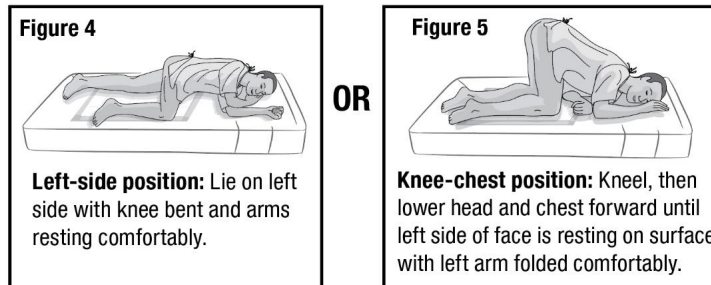 Figure 4
Left-side position: Lie on left
side with knee bent and arms
resting comfortably.
OR
Figure 5
Knee-chest position: Kneel, then
lower head and chest forward until
left side of face is resting on surface
with left arm folded comfortably.